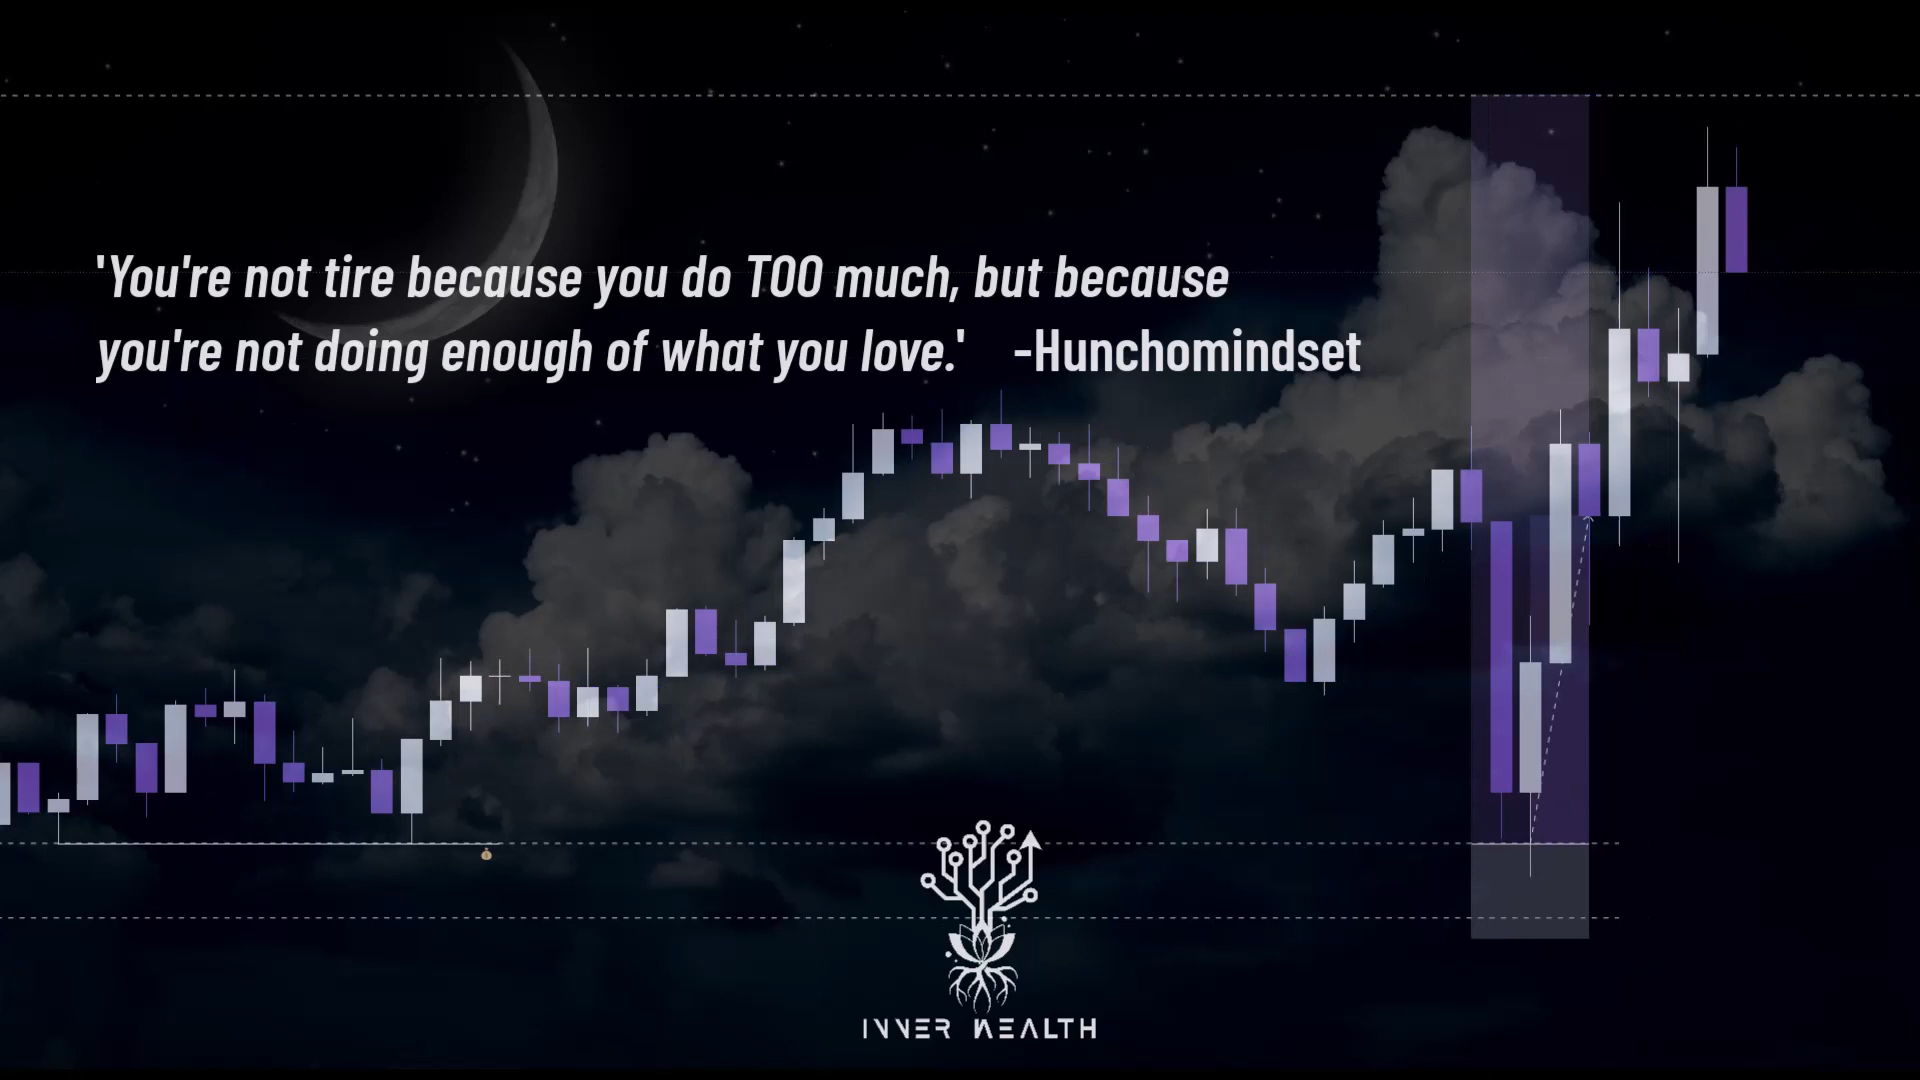 'You're not tire because you do TOO much, but because
you're not doing enough of what you love.' -Hunchomindset
INNER WEALTH